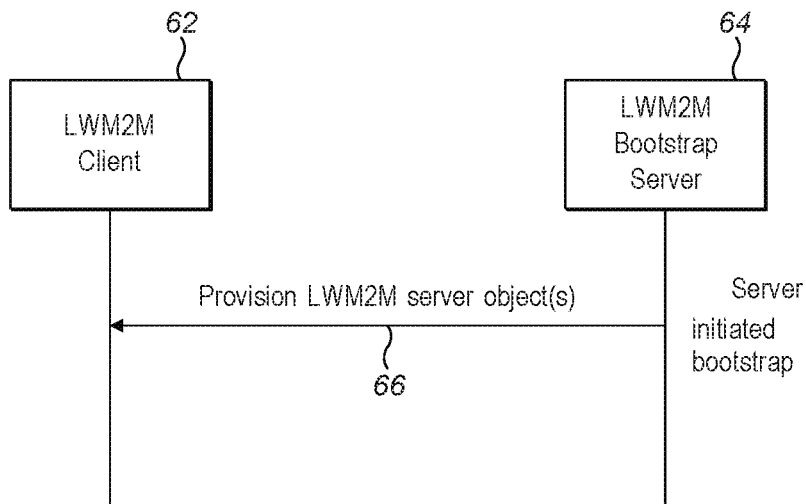 62
64
LWM2M
Client
LWM2M
Bootstrap
Server
Provision LWM2M server object(s)
Server
initiated
bootstrap
66